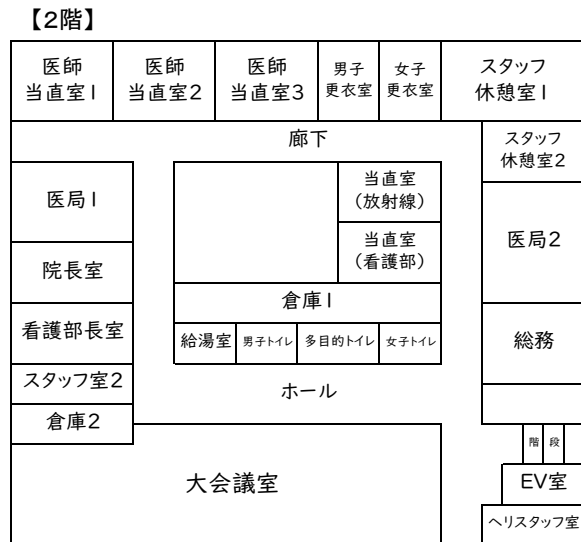 【2階】
医師
当直室1
医師
当直室2
医師
当直室3
男子
更衣室
女子
更衣室
スタッフ
休憩室1
廊下
スタッフ
休憩室2
医局1
当直室
(放射線)
医局2
当直室
(看護部)
院長室
倉庫1
看護部長室
給湯室
男子トイレ
多目的トイレ
女子トイレ
総務
スタッフ室2
ホール
倉庫2
階段
大会議室
EV室
ヘリスタッフ室